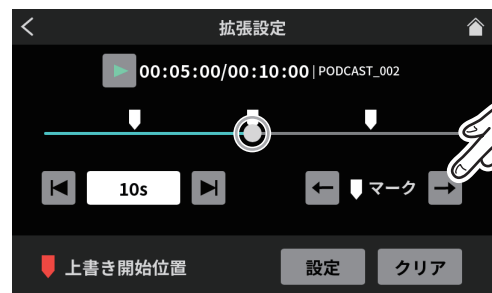 拡張設定
00:05:00/00:10:00 | PODCAST_002
10s
マーク
上書き開始位置
設定
クリア